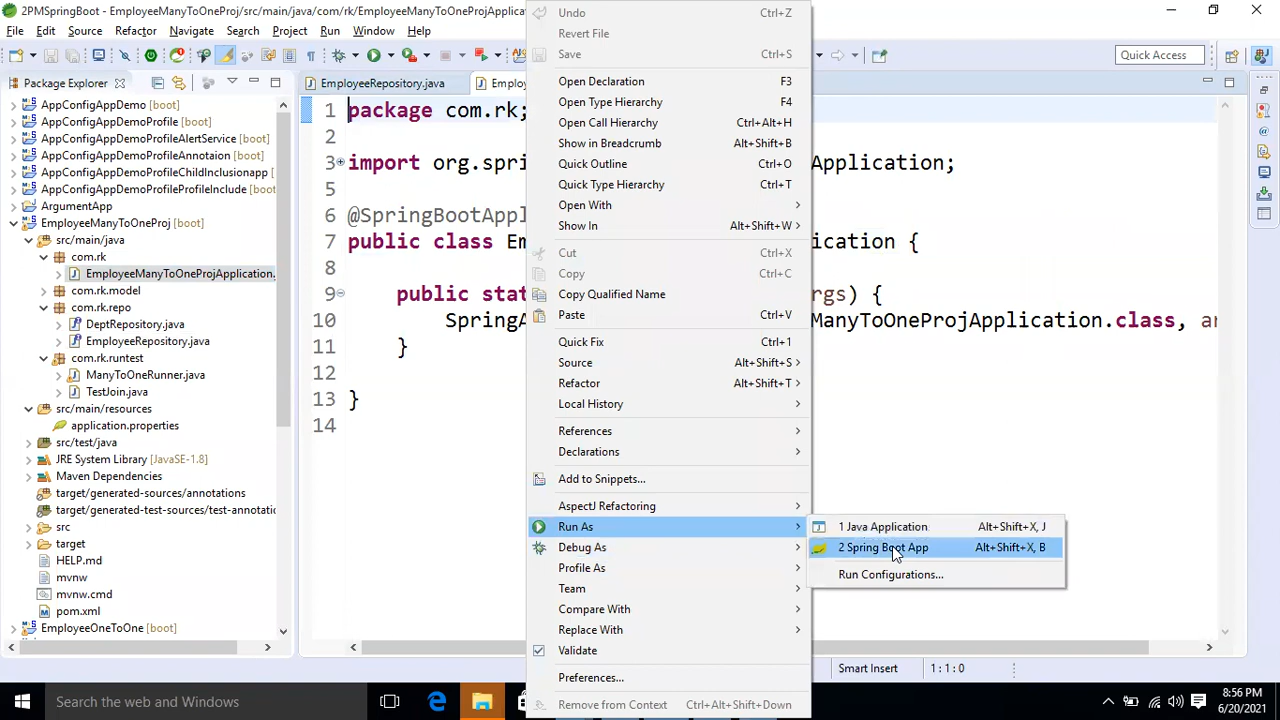 2PMSpringBoot - EmployeeManyToOneProj/src/main/java/com/rk/EmployeeManyToOneProjApplication
File Edit Source Refactor Navigate Search Project Run Window Help
Quick Access
Package Explorer
AppConfigAppDemo [boot]
AppConfigAppDemoProfile [boot]
AppConfigAppDemoProfileAlertService [boot]
AppConfigAppDemoProfileAnnotaion [boot]
AppConfigAppDemoProfileChildInclusionapp [boot]
AppConfigAppDemoProfileProfileInclude [boot]
ArgumentApp
EmployeeManyToOneProj [boot]
src/main/java
com.rk
EmployeeManyToOneProjApplication.
com.rk.model
com.rk.repo
DeptRepository.java
EmployeeRepository.java
com.rk.runtest
ManyToOneRunner.java
TestJoin.java
src/main/resources
application.properties
src/test/java
JRE System Library [JavaSE-1.8]
Maven Dependencies
target/generated-sources/annotations
target/generated-test-sources/test-annotatio
src
target
HELP.md
mvnw
mvnw.cmd
pom.xml
EmployeeOneToOne [boot]
EmployeeRepository.java
Employ
1 package com.rk;
2
3 import org.spri Application;
5
6 @SpringBootAppl
7 public class Em ication {
8
9 public stat rgs) {
10 SpringA ManyToOneProjApplication.class, ar
11 }
12
13 }
14
Undo Ctrl+Z
Revert File
Save Ctrl+S
Open Declaration F3
Open Type Hierarchy F4
Open Call Hierarchy Ctrl+Alt+H
Show in Breadcrumb Alt+Shift+B
Quick Outline Ctrl+O
Quick Type Hierarchy Ctrl+T
Open With
Show In Alt+Shift+W
Cut Ctrl+X
Copy Ctrl+C
Copy Qualified Name
Paste Ctrl+V
Quick Fix Ctrl+1
Source Alt+Shift+S
Refactor Alt+Shift+T
Local History
References
Declarations
Add to Snippets...
AspectJ Refactoring
Run As
Debug As
Profile As
Team
Compare With
Replace With
Validate
Preferences...
Remove from Context Ctrl+Alt+Shift+Down
1 Java Application Alt+Shift+X, J
2 Spring Boot App Alt+Shift+X, B
Run Configurations...
Smart Insert 1 : 1 : 0
Search the web and Windows
8:56 PM
6/20/2021